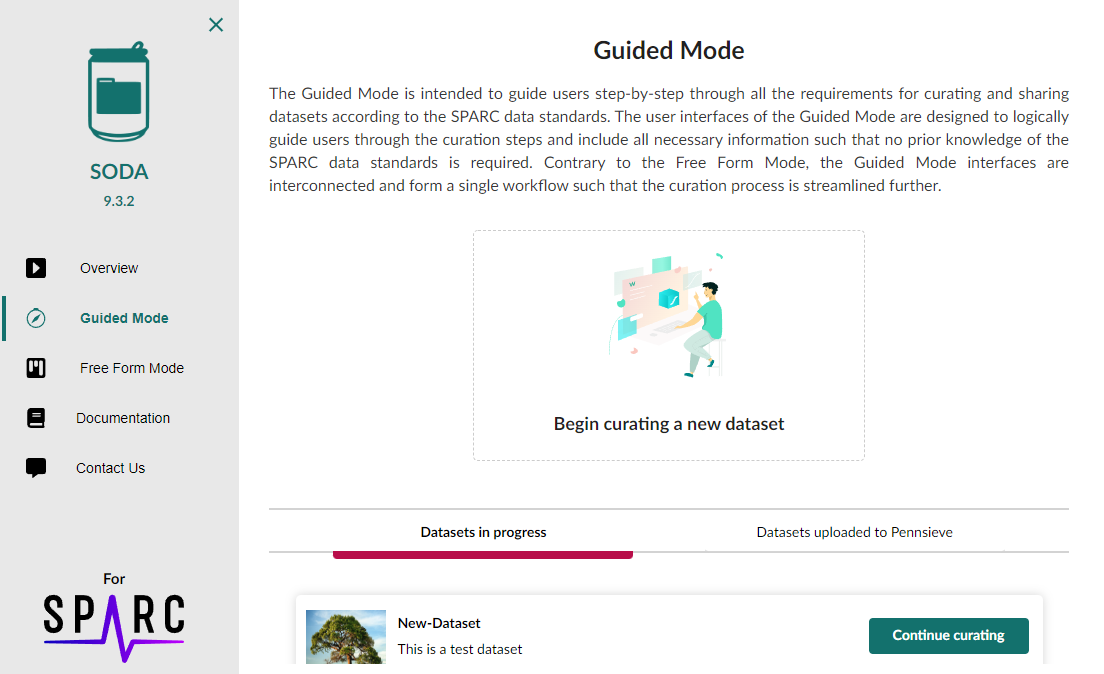 SODA
9.3.2
Overview
Guided Mode
Free Form Mode
Documentation
Contact Us
For
SPARC
Guided Mode
The Guided Mode is intended to guide users step-by-step through all the requirements for curating and sharing
datasets according to the SPARC data standards. The user interfaces of the Guided Mode are designed to logically
guide users through the curation steps and include all necessary information such that no prior knowledge of the
SPARC data standards is required. Contrary to the Free Form Mode, the Guided Mode interfaces are
interconnected and form a single workflow such that the curation process is streamlined further.
W
Begin curating a new dataset
Datasets in progress
Datasets uploaded to Pennsieve
New-Dataset
This is a test dataset
Continue curating